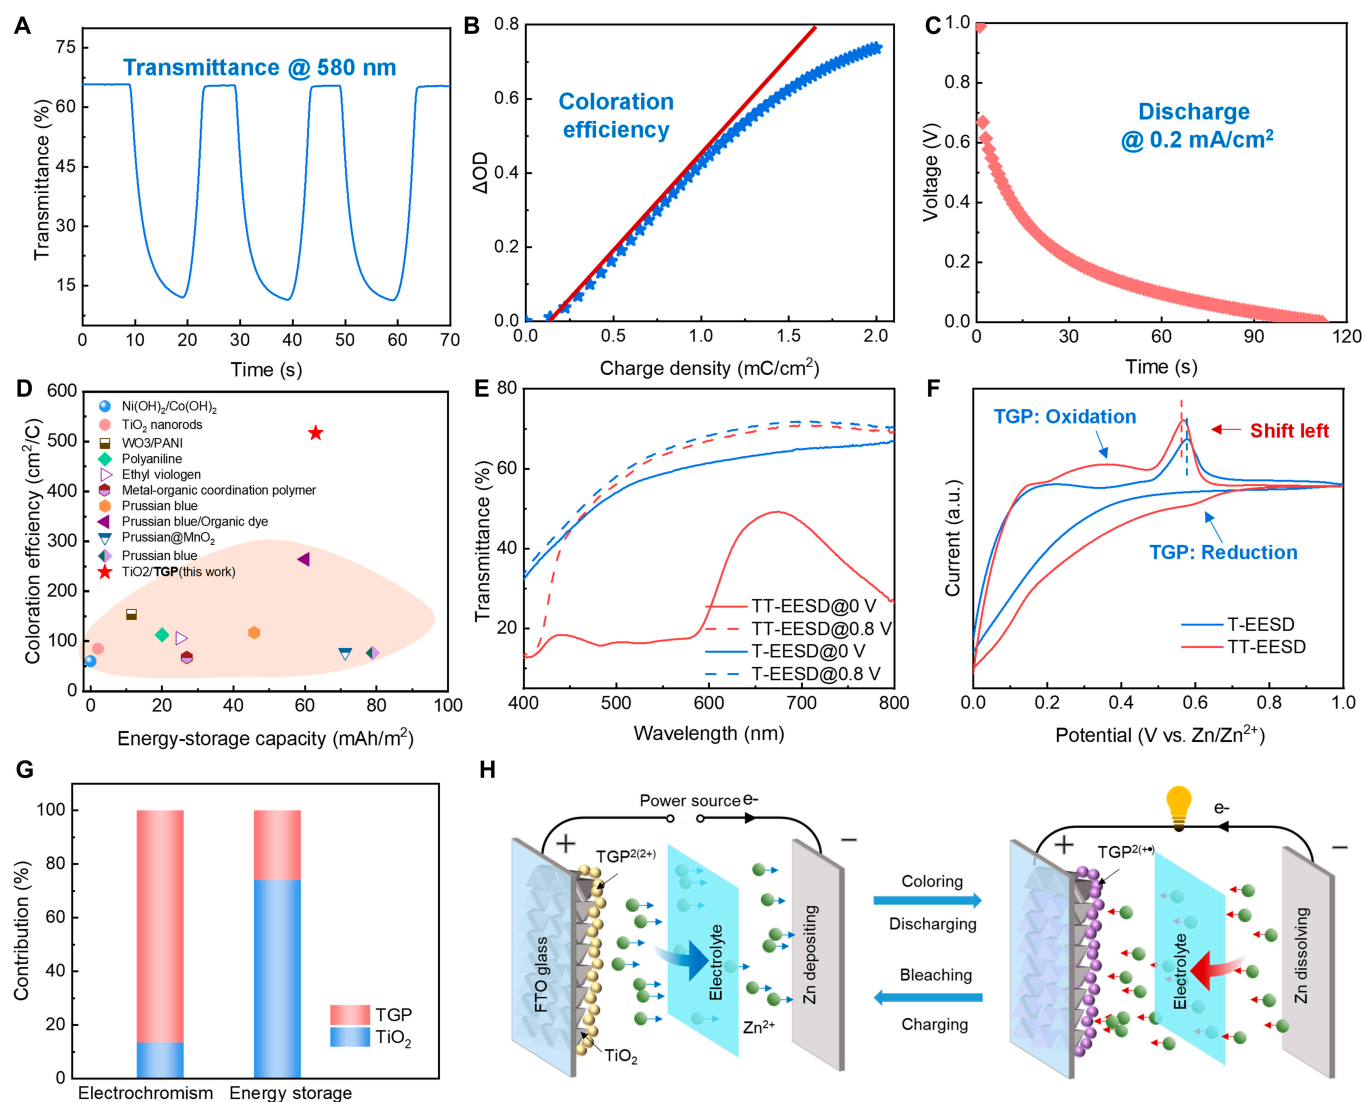 A
Transmittance @ 580 nm
75
60
45
30
15
0 10 20 30 40 50 60 70
Transmittance (%)
Time (s)
B
Coloration
efficiency
0.8
0.6
0.4
0.2
0
0.0 0.5 1.0 1.5 2.0
ΔOD
Charge density (mC/cm²)
C
Discharge
@ 0.2 mA/cm²
1.0
0.8
0.6
0.4
0.2
0.0
0 30 60 90 120
Voltage (V)
Time (s)
D
600
500
400
300
200
100
0
0 20 40 60 80 100
Coloration efficiency (cm²/C)
Energy-storage capacity (mAh/m²)
Ni(OH)₂/Co(OH)₂
TiO₂ nanorods
WO3/PANI
Polyaniline
Ethyl viologen
Metal-organic coordination polymer
Prussian blue
Prussian blue/Organic dye
Prussian@MnO₂
Prussian blue
TiO2/TGP(this work)
E
80
60
40
20
400 500 600 700 800
Transmittance (%)
Wavelength (nm)
TT-EESD@0 V
TT-EESD@0.8 V
T-EESD@0 V
T-EESD@0.8 V
F
TGP: Oxidation
Shift left
TGP: Reduction
T-EESD
TT-EESD
0.0 0.2 0.4 0.6 0.8 1.0
Current (a.u.)
Potential (V vs. Zn/Zn²⁺)
G
100
80
60
40
20
0
Contribution (%)
TGP
TiO₂
Electrochromism Energy storage
H
Power source e-
+
−
TGP²⁽²⁺⁾
FTO glass
Electrolyte
Zn depositing
Zn²⁺
TiO₂
Coloring
Discharging
Bleaching
Charging
e-
+
−
TGP²⁽⁺•⁾
Electrolyte
Zn dissolving